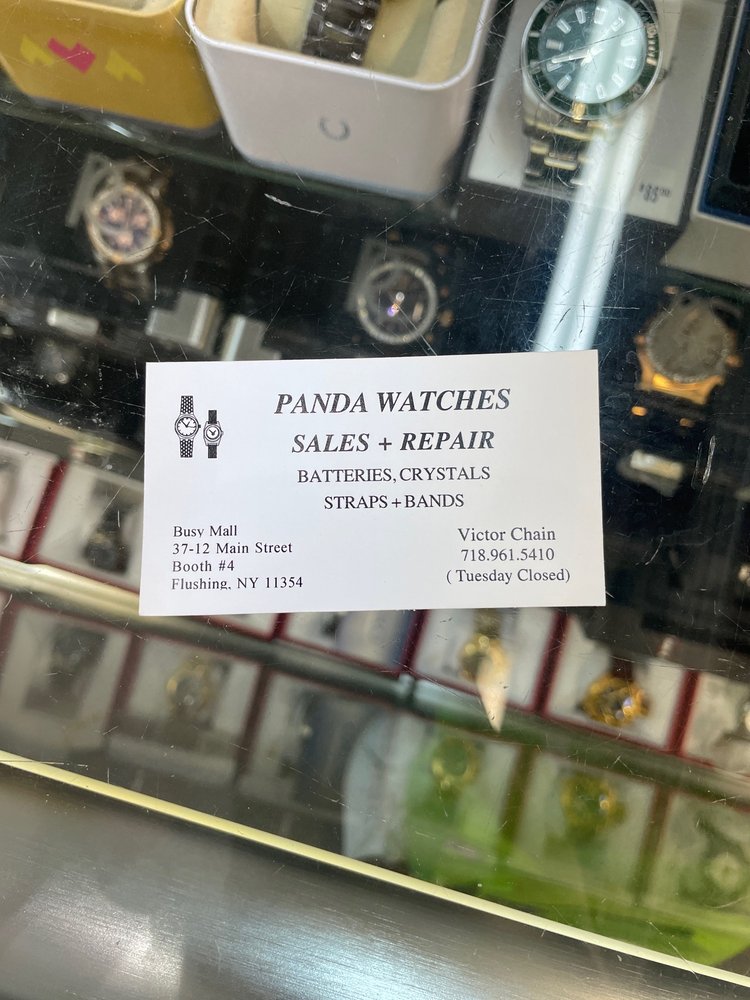 PANDA WATCHES
SALES + REPAIR
BATTERIES, CRYSTALS
STRAPS + BANDS
Busy Mall
37-12 Main Street
Booth #4
Flushing, NY 11354
Victor Chain
718.961.5410
( Tuesday Closed)